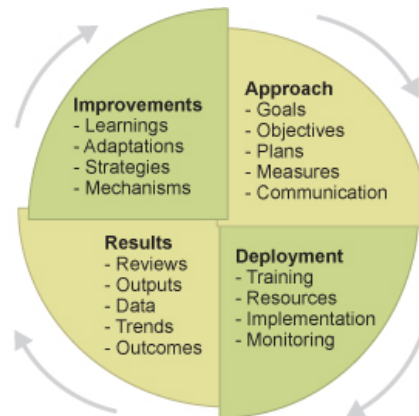 Improvements
- Learnings
- Adaptations
- Strategies
- Mechanisms
Approach
- Goals
- Objectives
- Plans
- Measures
- Communication
Results
- Reviews
- Outputs
- Data
- Trends
- Outcomes
Deployment
- Training
- Resources
- Implementation
- Monitoring